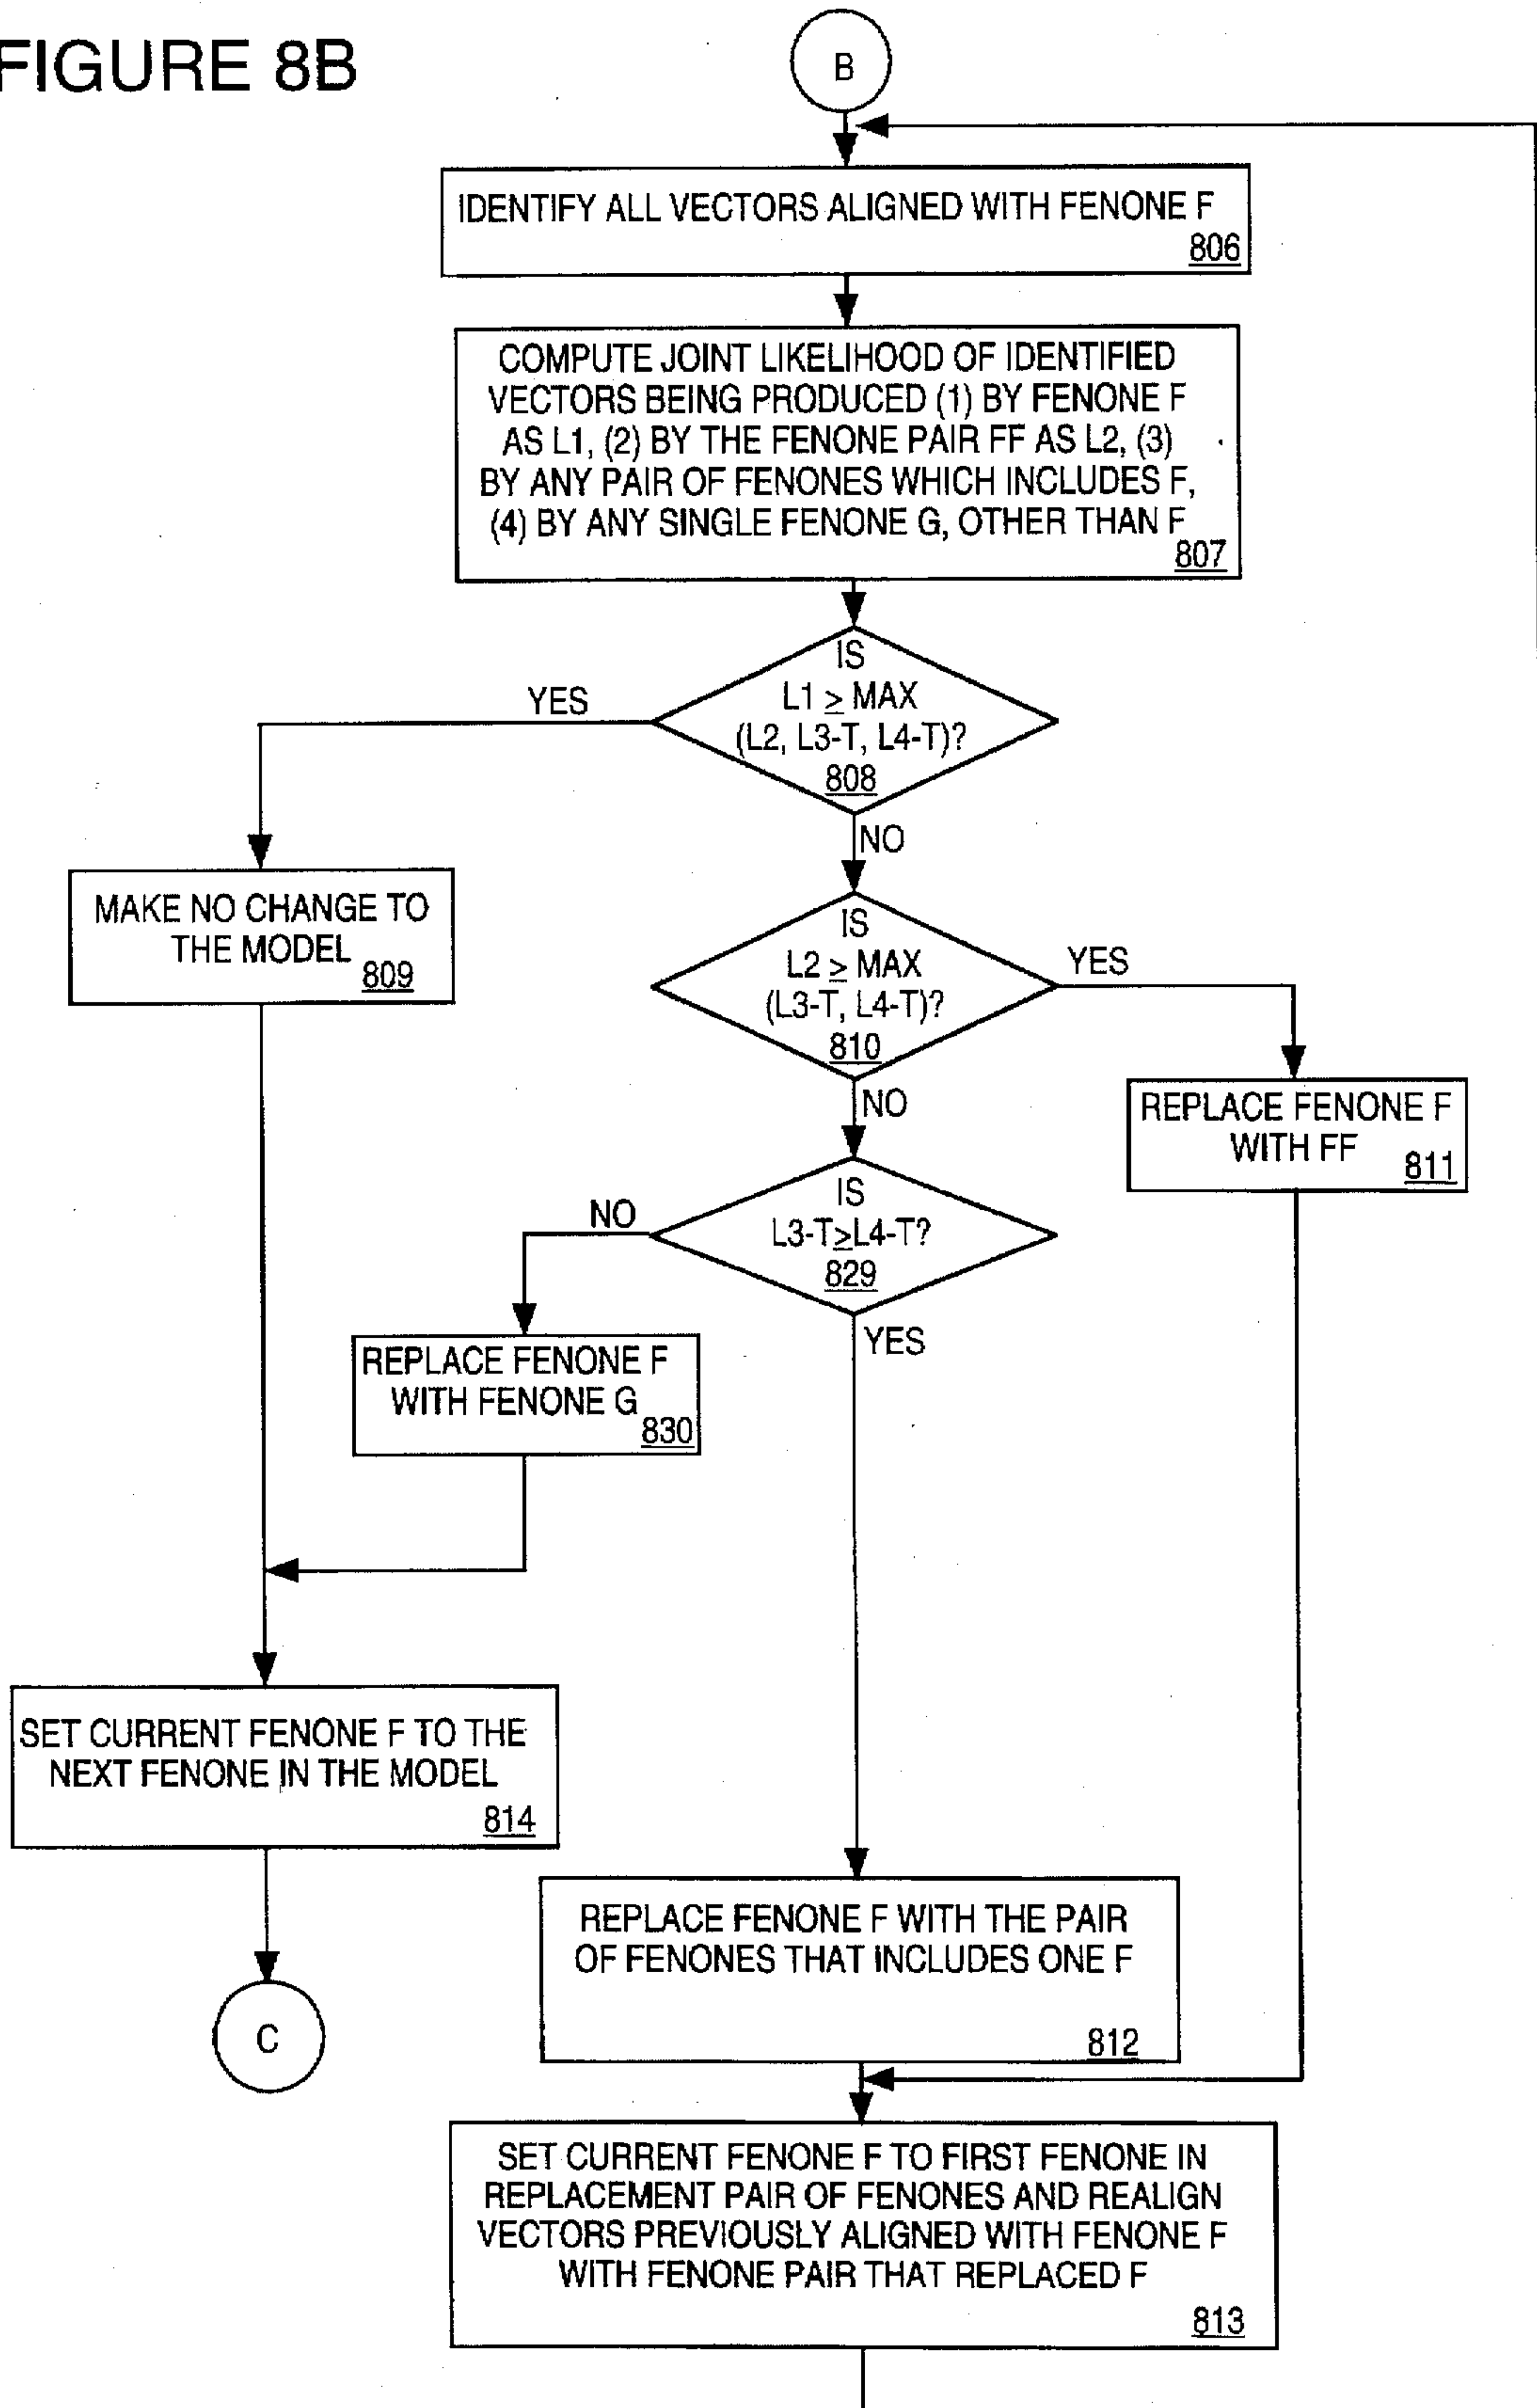 FIGURE 8B
B
IDENTIFY ALL VECTORS ALIGNED WITH FENONE F
806
COMPUTE JOINT LIKELIHOOD OF IDENTIFIED
VECTORS BEING PRODUCED (1) BY FENONE F
AS L1, (2) BY THE FENONE PAIR FF AS L2, (3)
BY ANY PAIR OF FENONES WHICH INCLUDES F,
(4) BY ANY SINGLE FENONE G, OTHER THAN F
807
IS
L1 ≥ MAX
(L2, L3-T, L4-T)?
808
YES
NO
MAKE NO CHANGE TO
THE MODEL
809
IS
L2 ≥ MAX
(L3-T, L4-T)?
810
YES
NO
REPLACE FENONE F
WITH FF
811
IS
L3-T≥L4-T?
829
NO
YES
REPLACE FENONE F
WITH FENONE G
830
SET CURRENT FENONE F TO THE
NEXT FENONE IN THE MODEL
814
C
REPLACE FENONE F WITH THE PAIR
OF FENONES THAT INCLUDES ONE F
812
SET CURRENT FENONE F TO FIRST FENONE IN
REPLACEMENT PAIR OF FENONES AND REALIGN
VECTORS PREVIOUSLY ALIGNED WITH FENONE F
WITH FENONE PAIR THAT REPLACED F
813